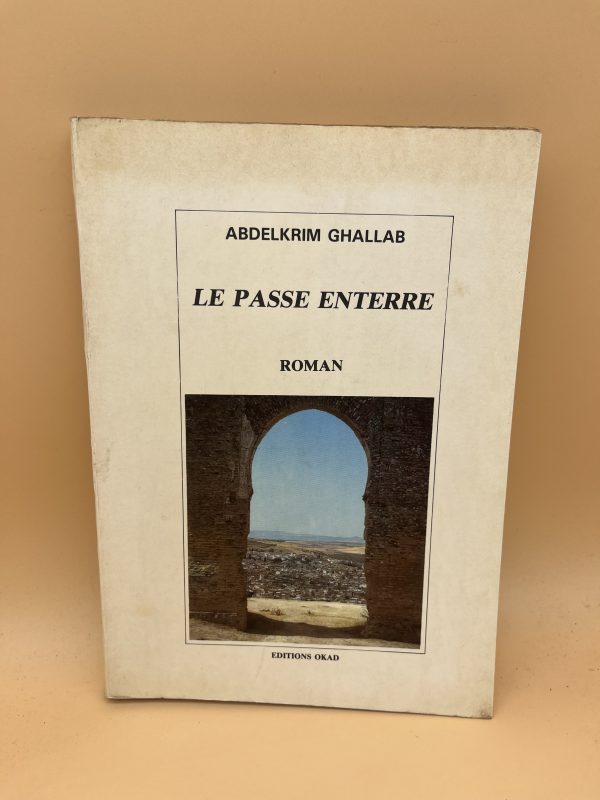 ABDELKRIM GHALLAB
LE PASSE ENTERRE
ROMAN
EDITIONS OKAD